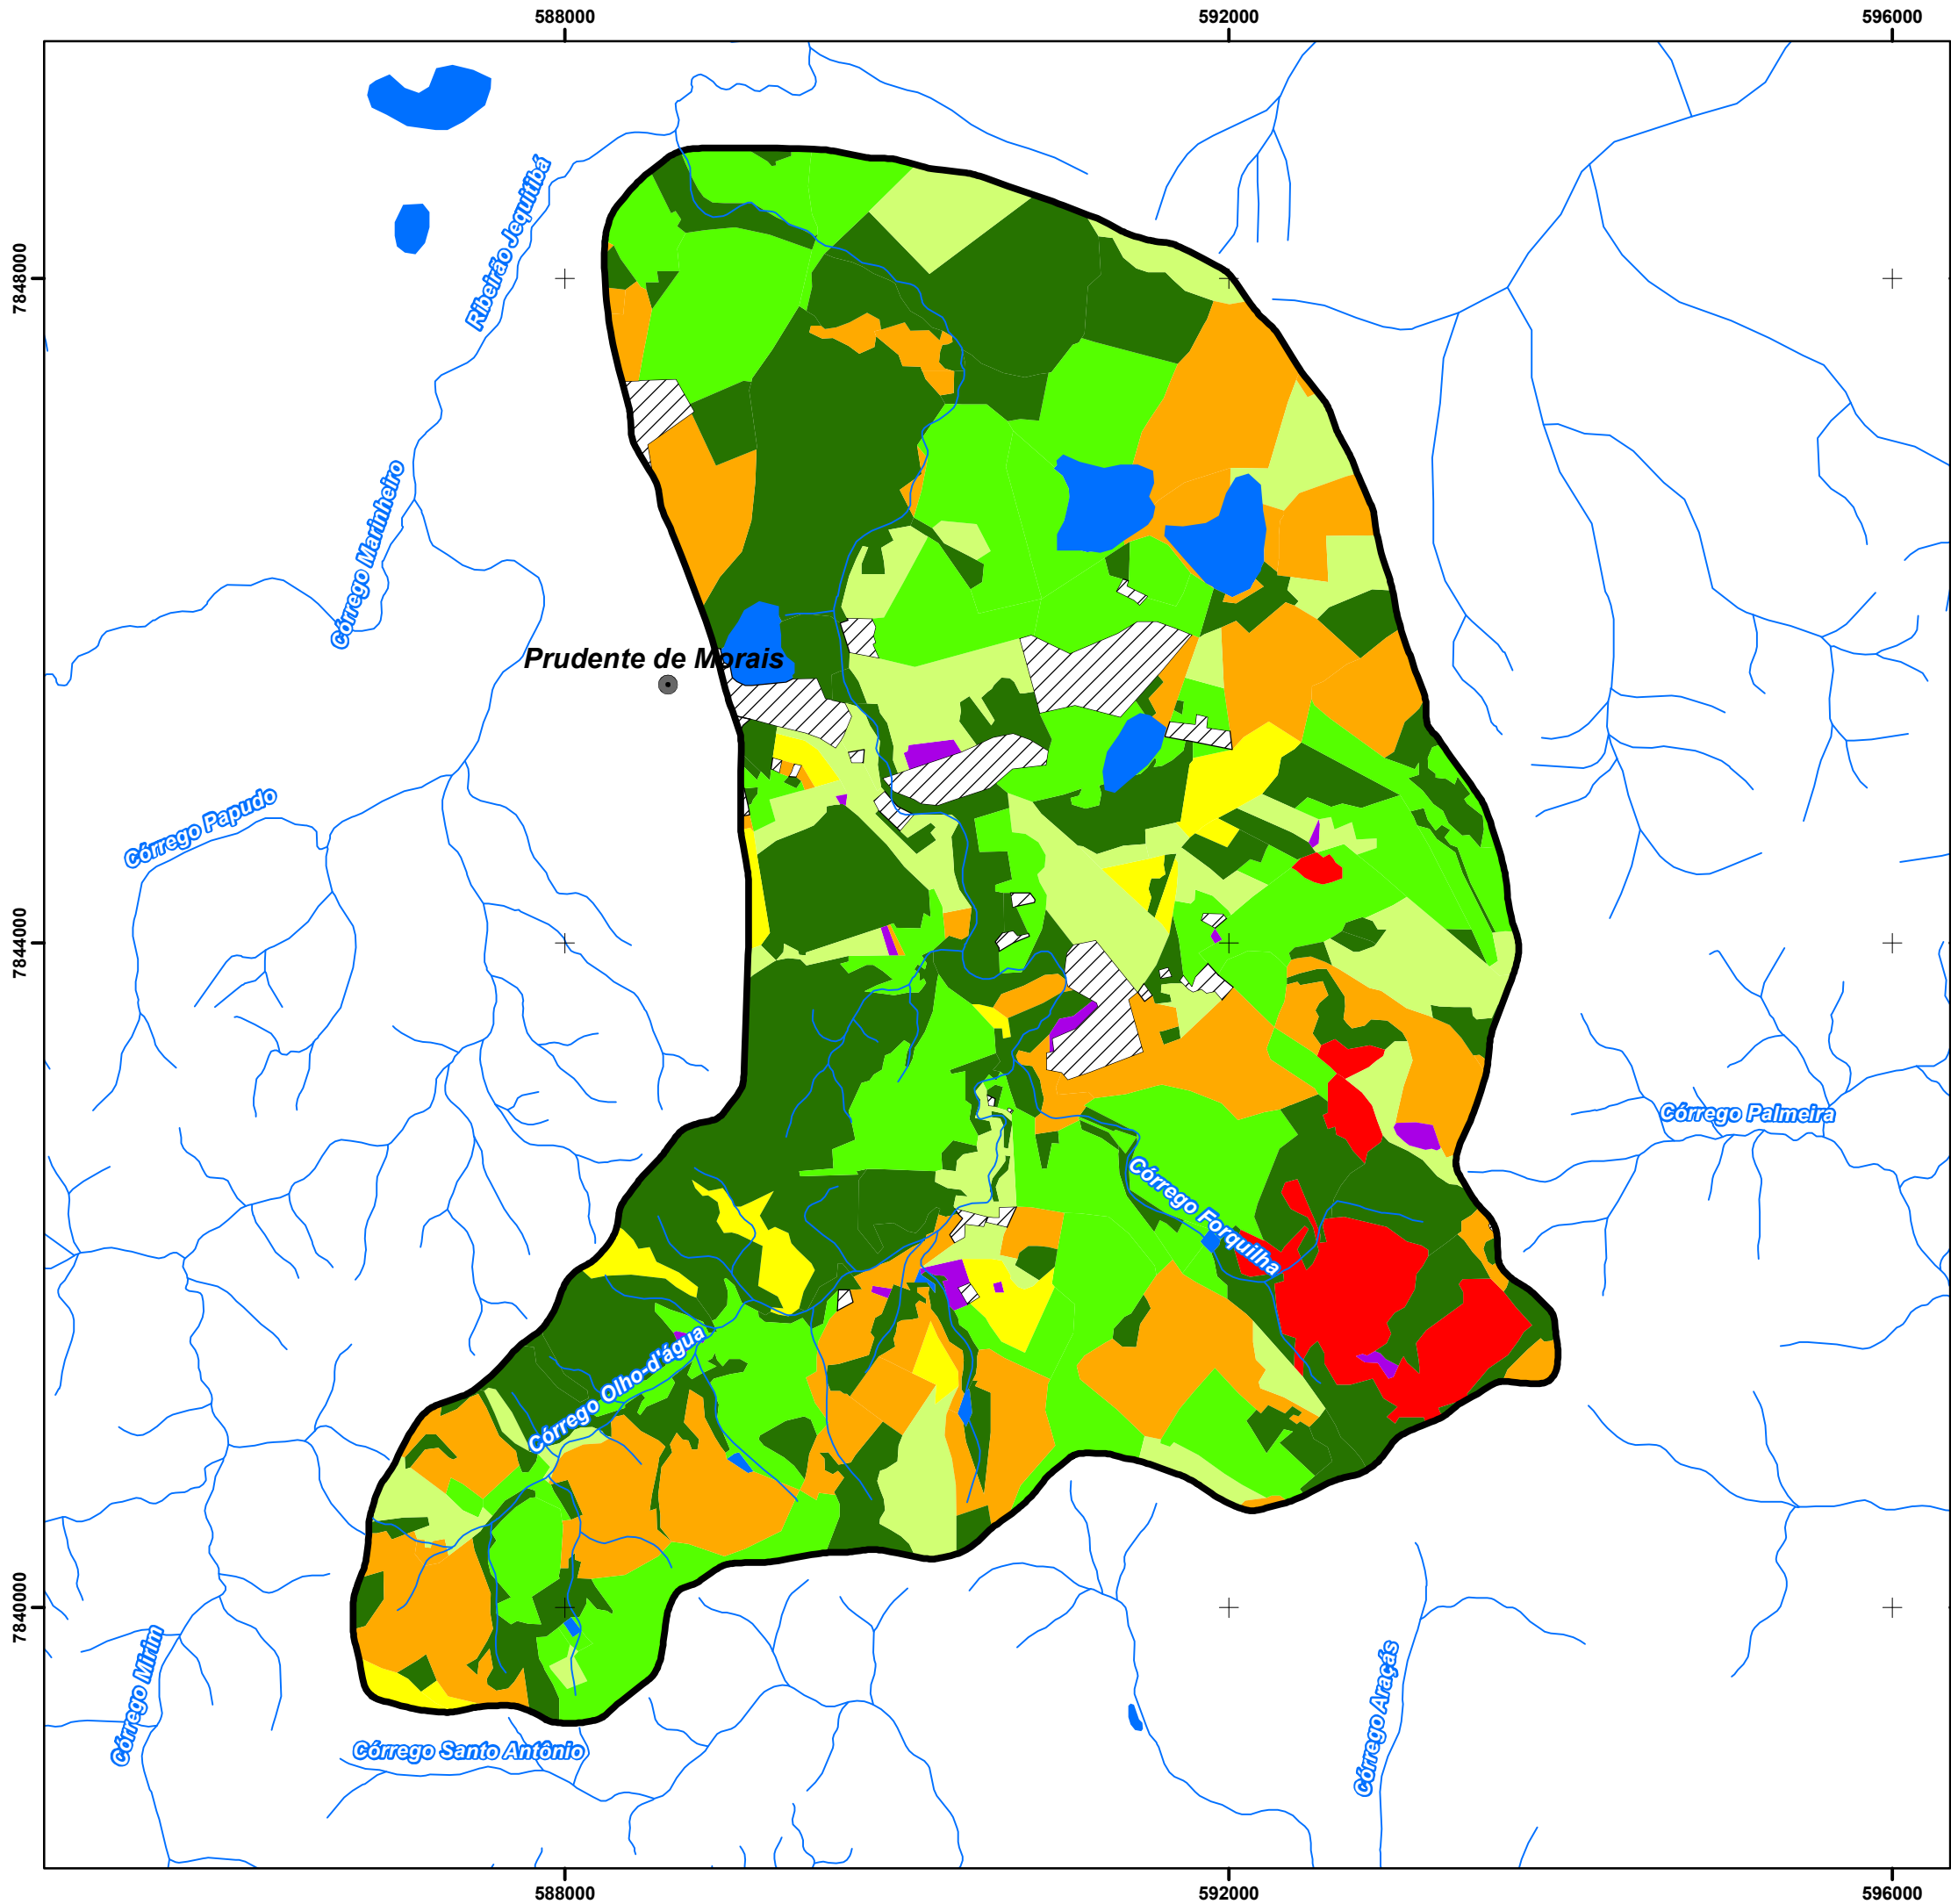 588000
592000
596000
Ribeirão Jequitibá
7848000
7848000
Córrego Marinheiro
Prudente de Morais
Córrego Papudo
7844000
Córrego Palmeira
Córrego Forquilha
Córrego Olho-d'água
7840000
Córrego Mirim
Córrego Araçás
Córrego Santo Antônio
588000
592000
596000